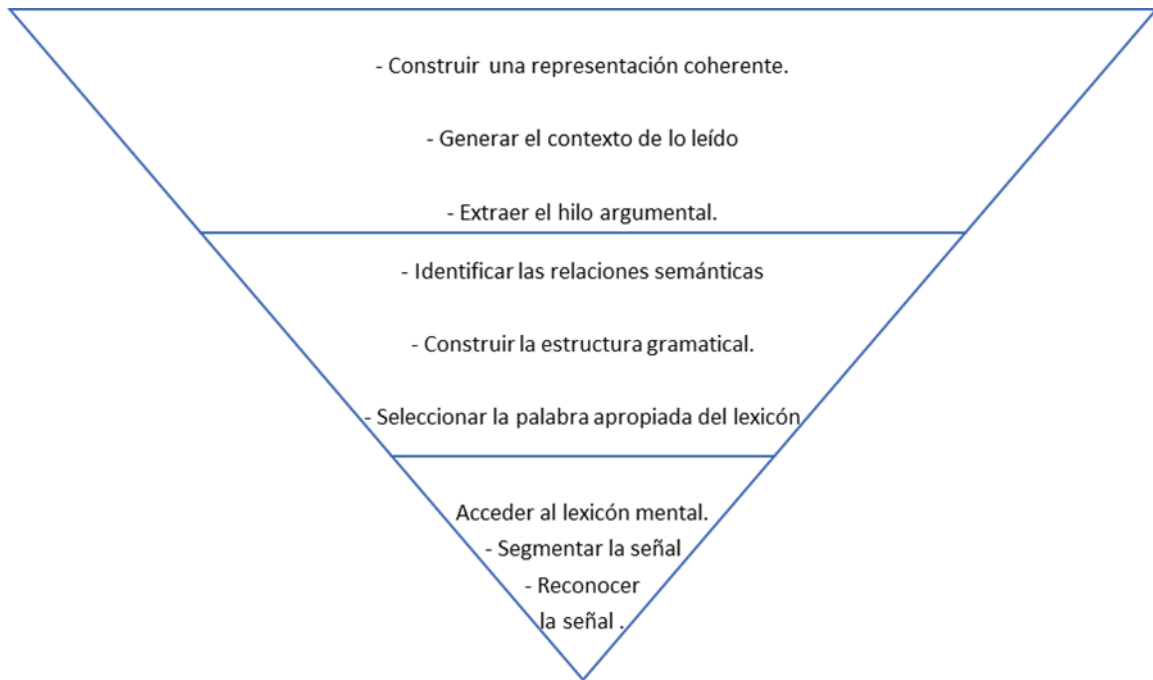 - Construir una representación coherente.
- Generar el contexto de lo leído
- Extraer el hilo argumental.
- Identificar las relaciones semánticas
- Construir la estructura gramatical.
- Seleccionar la palabra apropiada del lexicón
Acceder al lexicón mental.
- Segmentar la señal
- Reconocer
la señal .